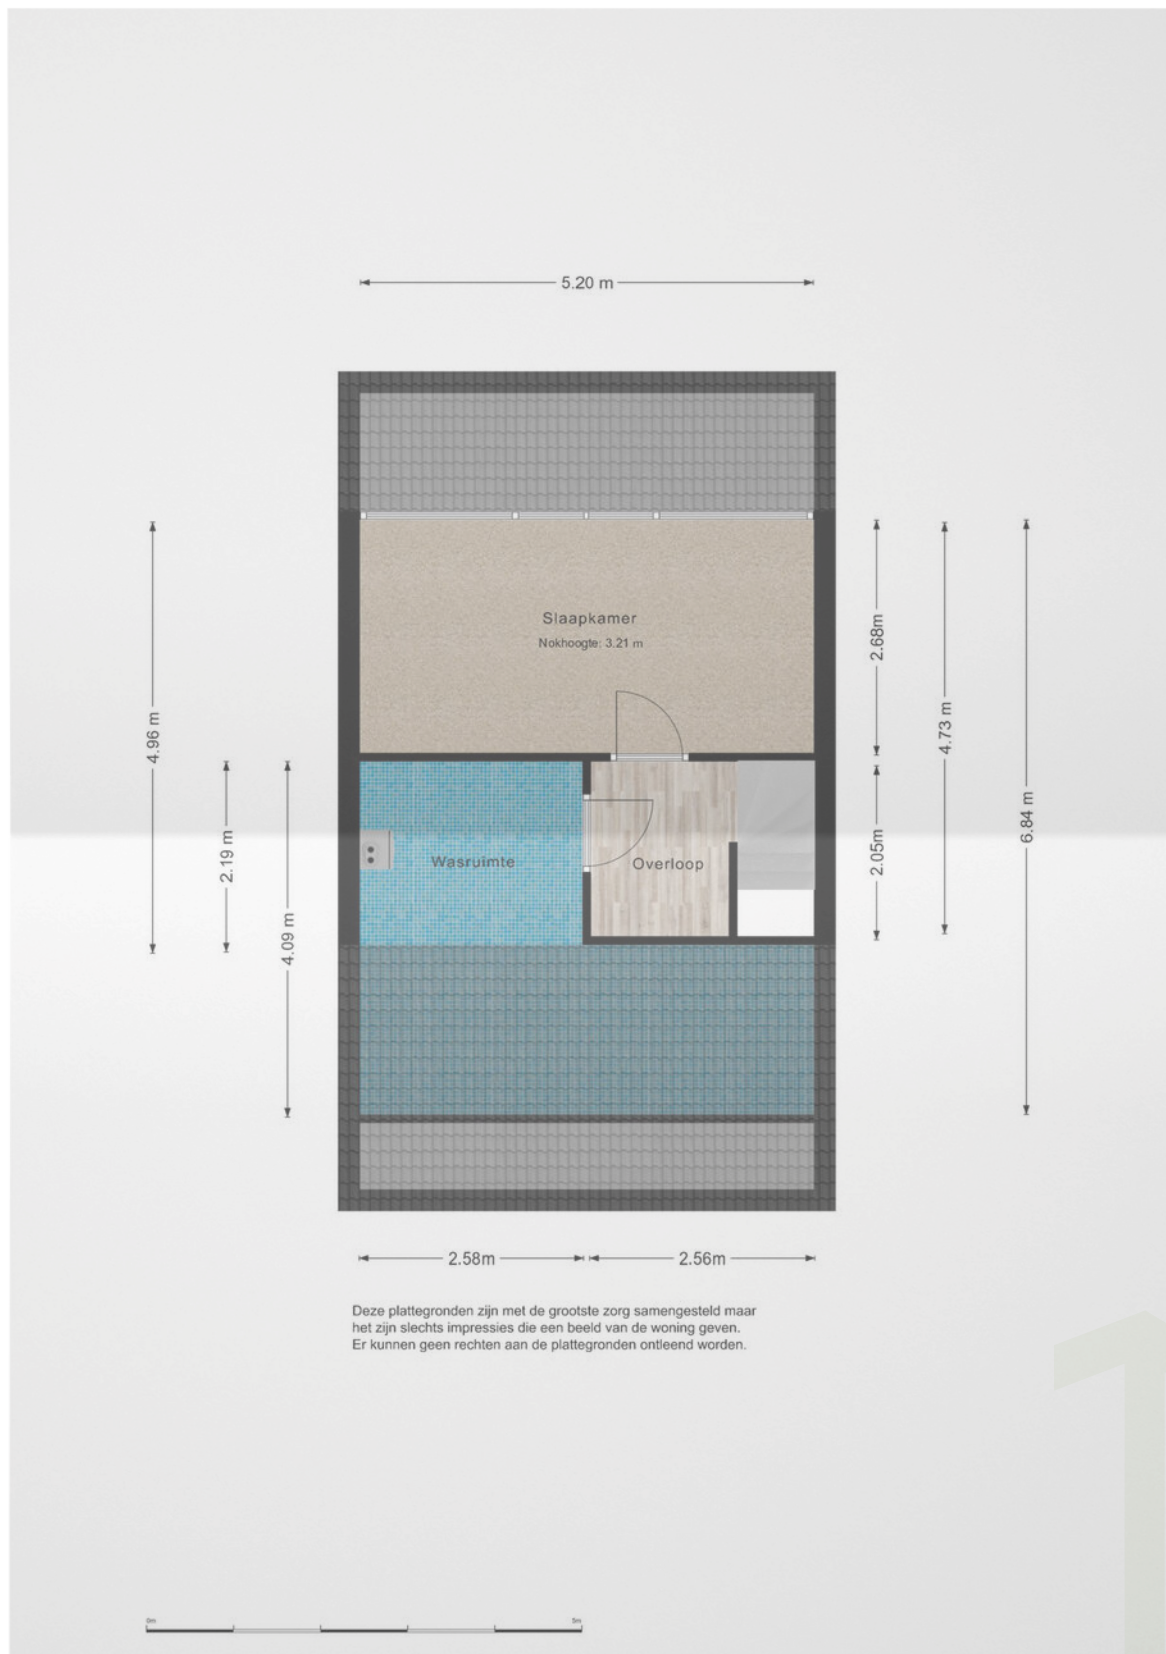 5.20 m
Slaapkamer
Nokhoogte: 3.21 m
2.68m
4.96 m
4.73 m
6.84 m
2.19 m
2.05m
4.09 m
Wasruimte
Overloop
2.58m
2.56m
Deze plattegronden zijn met de grootste zorg samengesteld maar
het zijn slechts impressies die een beeld van de woning geven.
Er kunnen geen rechten aan de plattegronden ontleend worden.
1
0m
5m